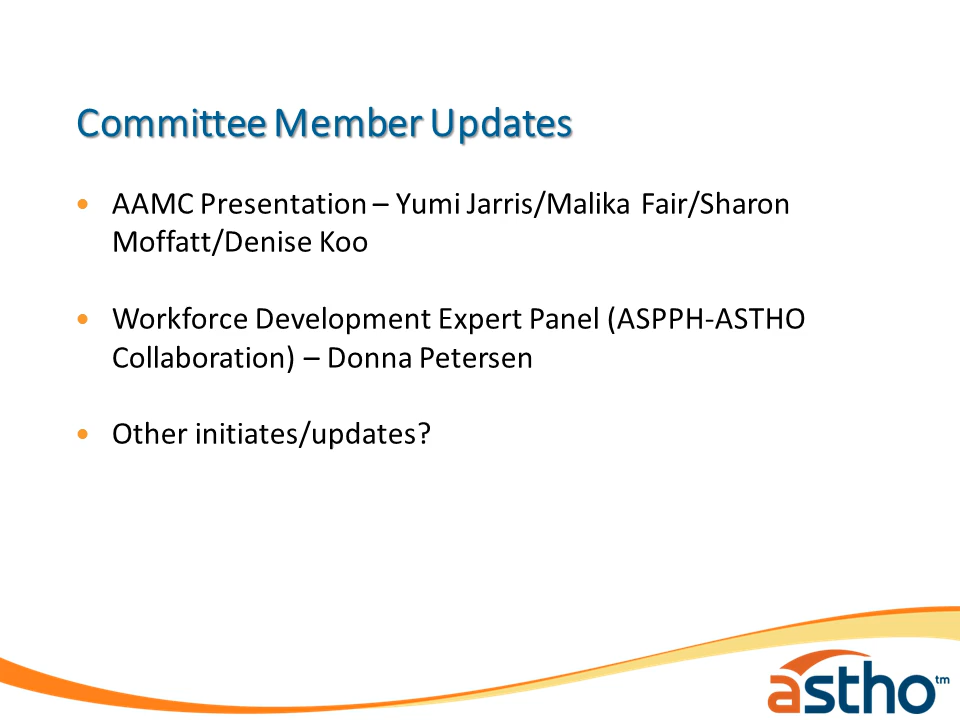 Committee Member Updates
• AAMC Presentation – Yumi Jarris/Malika Fair/Sharon
Moffatt/Denise Koo
• Workforce Development Expert Panel (ASPPH-ASTHO
Collaboration) – Donna Petersen
• Other initiates/updates?
astho tm